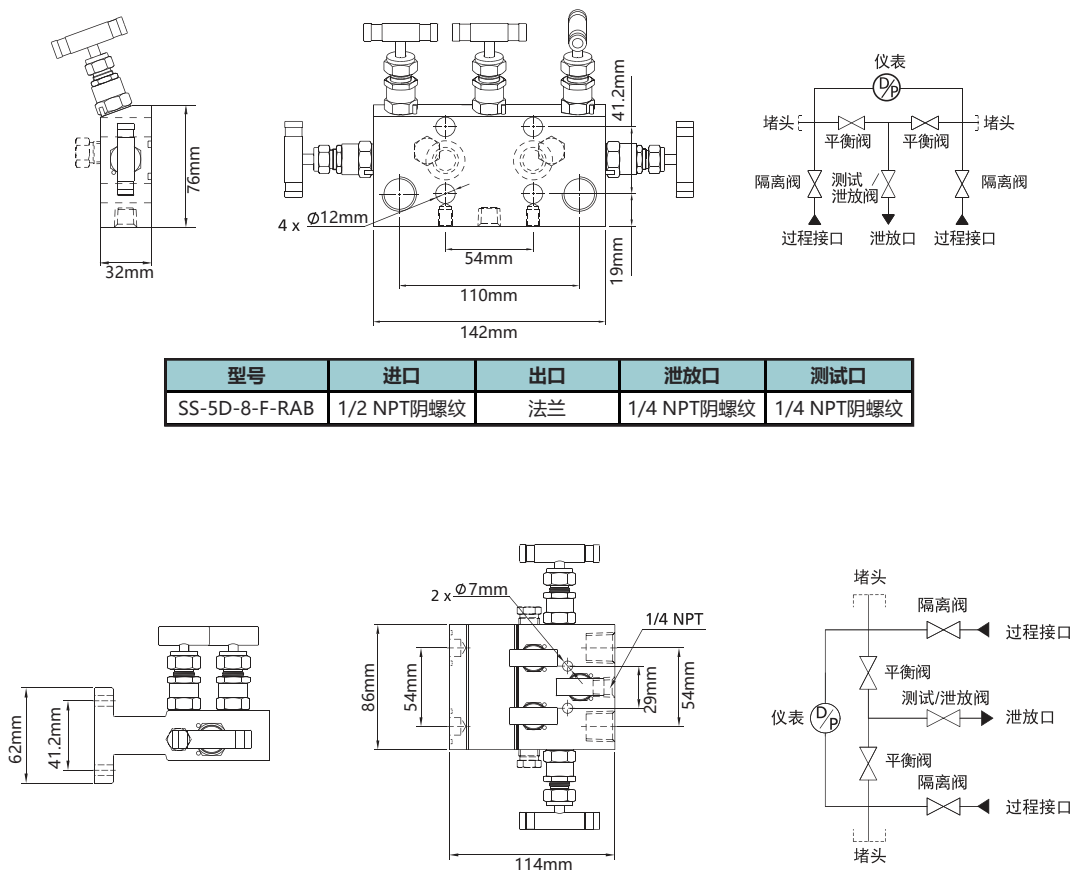 76mm
32mm
41.2mm
4 x Φ12mm
54mm
19mm
110mm
142mm
仪表
D/P
堵头
平衡阀
平衡阀
堵头
隔离阀
测试/
泄放阀
隔离阀
过程接口
泄放口
过程接口
型号 进口 出口 泄放口 测试口
SS-5D-8-F-RAB 1/2 NPT阴螺纹 法兰 1/4 NPT阴螺纹 1/4 NPT阴螺纹
62mm
41.2mm
2 x Φ7mm
1/4 NPT
86mm
54mm
29mm
54mm
114mm
堵头
隔离阀
过程接口
平衡阀
测试/泄放阀
仪表
D/P
泄放口
平衡阀
隔离阀
过程接口
堵头